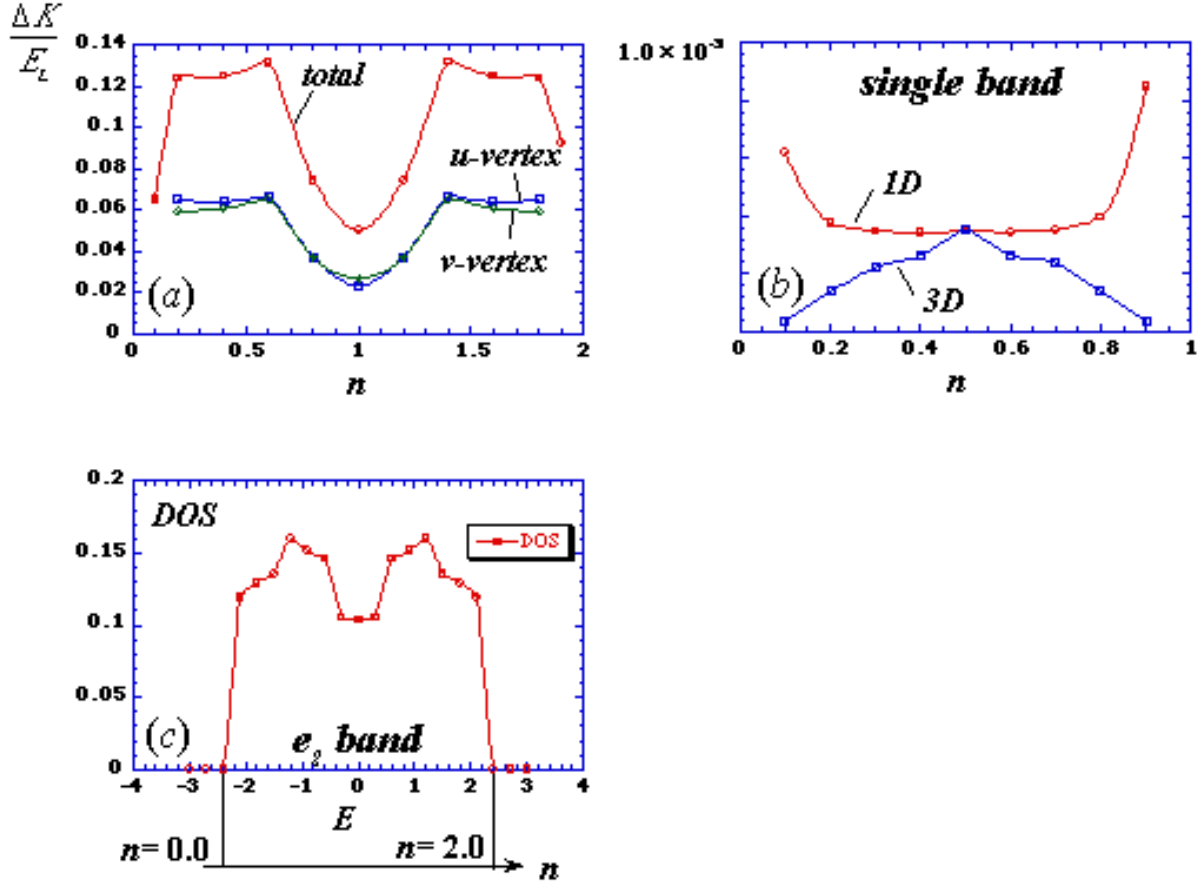 ΔK
E_L
0.14
0.12
0.1
0.08
0.06
0.04
0.02
0
total
u-vertex
v-vertex
(a)
0 0.5 1 1.5 2
n
1.0 × 10⁻³
single band
1D
3D
(b)
0 0.2 0.4 0.6 0.8 1
n
0.2
0.15
0.1
0.05
0
DOS
DOS
(c)
e_g band
-4 -3 -2 -1 0 1 2 3 4
E
n= 0.0 n= 2.0 n